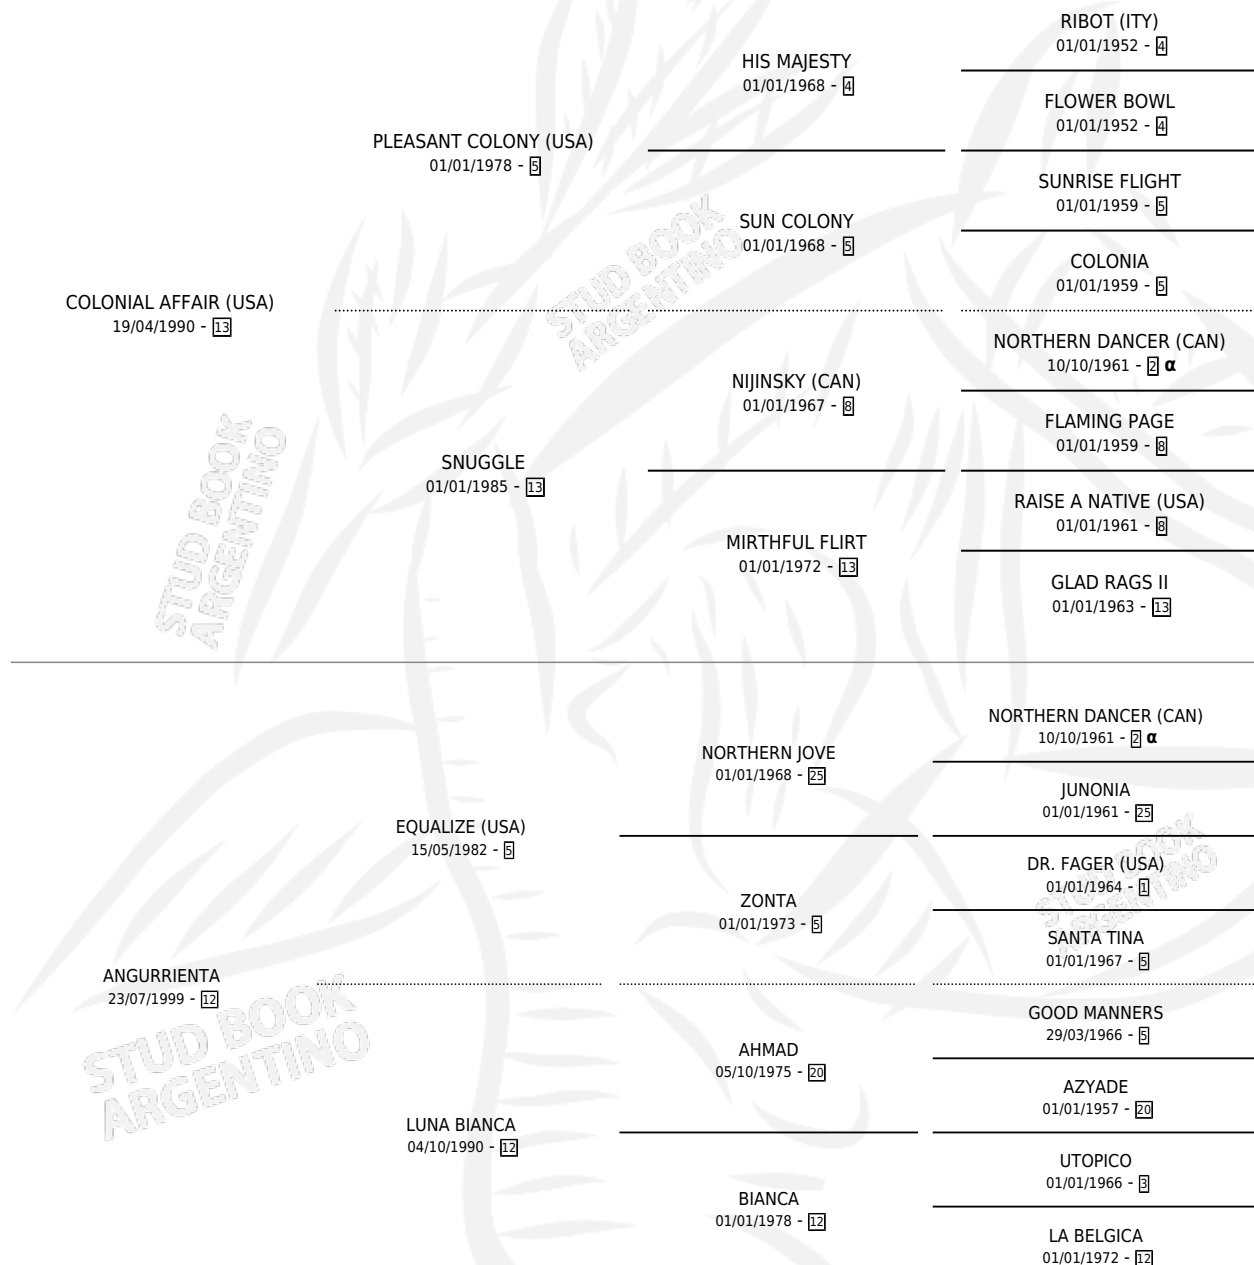 RIBOT (ITY)
01/01/1952 - 4
HIS MAJESTY
01/01/1968 - 4
FLOWER BOWL
01/01/1952 - 4
PLEASANT COLONY (USA)
01/01/1978 - 5
SUNRISE FLIGHT
01/01/1959 - 5
SUN COLONY
01/01/1968 - 5
COLONIA
01/01/1959 - 5
COLONIAL AFFAIR (USA)
19/04/1990 - 13
NORTHERN DANCER (CAN)
10/10/1961 - 2 α
NIJINSKY (CAN)
01/01/1967 - 8
FLAMING PAGE
01/01/1959 - 8
SNUGGLE
01/01/1985 - 13
RAISE A NATIVE (USA)
01/01/1961 - 8
MIRTHFUL FLIRT
01/01/1972 - 13
GLAD RAGS II
01/01/1963 - 13
NORTHERN DANCER (CAN)
10/10/1961 - 2 α
NORTHERN JOVE
01/01/1968 - 25
JUNONIA
01/01/1961 - 25
EQUALIZE (USA)
15/05/1982 - 5
DR. FAGER (USA)
01/01/1964 - 1
ZONTA
01/01/1973 - 5
SANTA TINA
01/01/1967 - 5
ANGURRIENTA
23/07/1999 - 12
GOOD MANNERS
29/03/1966 - 5
AHMAD
05/10/1975 - 20
AZYADE
01/01/1957 - 20
LUNA BIANCA
04/10/1990 - 12
UTOPICO
01/01/1966 - 3
BIANCA
01/01/1978 - 12
LA BELGICA
01/01/1972 - 12
STUD BOOK
ARGENTINO
STUD BOOK
ARGENTINO
STUD BOOK
ARGENTINO
STUD BOOK
ARGENTINO